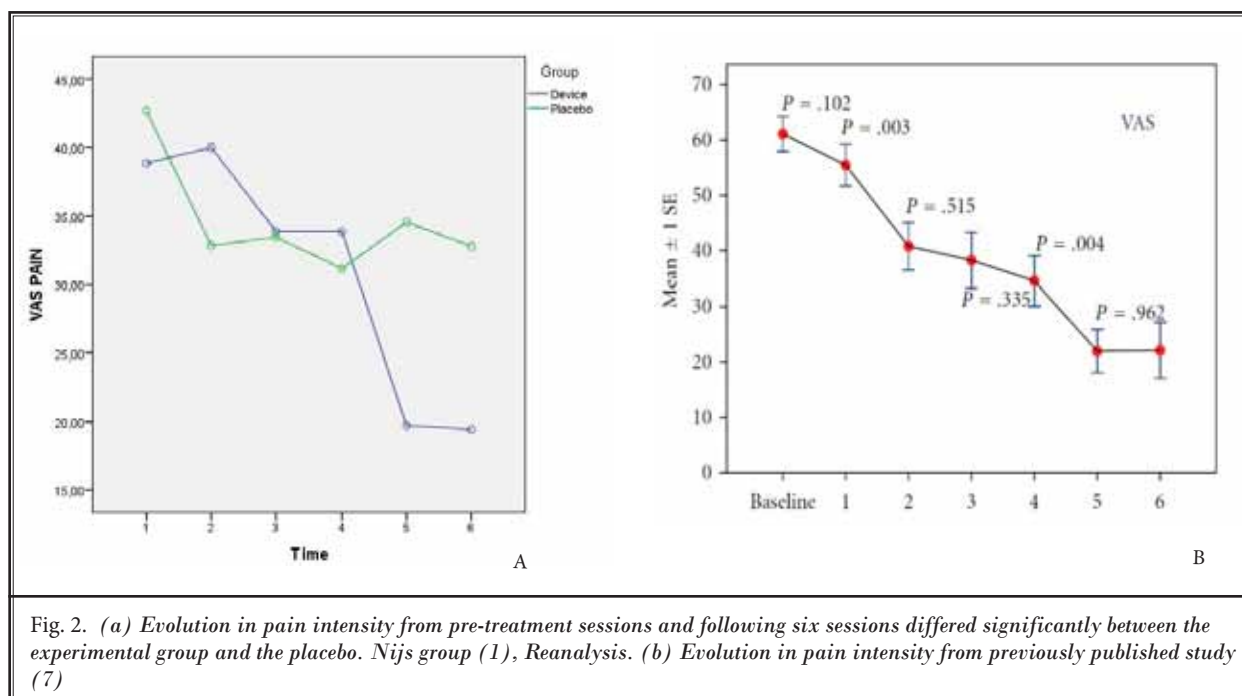 45,00
40,00
35,00
30,00
25,00
20,00
15,00
VAS PAIN
1 2 3 4 5 6
Time
Group
Device
Placebo
A
70
60
50
40
30
20
10
0
Mean ± 1 SE
VAS
P = .102
P = .003
P = .515
P = .335
P = .004
P = .962
Baseline 1 2 3 4 5 6
B
Fig. 2. (a) Evolution in pain intensity from pre-treatment sessions and following six sessions differed significantly between the
experimental group and the placebo. Nijs group (1), Reanalysis. (b) Evolution in pain intensity from previously published study
(7)